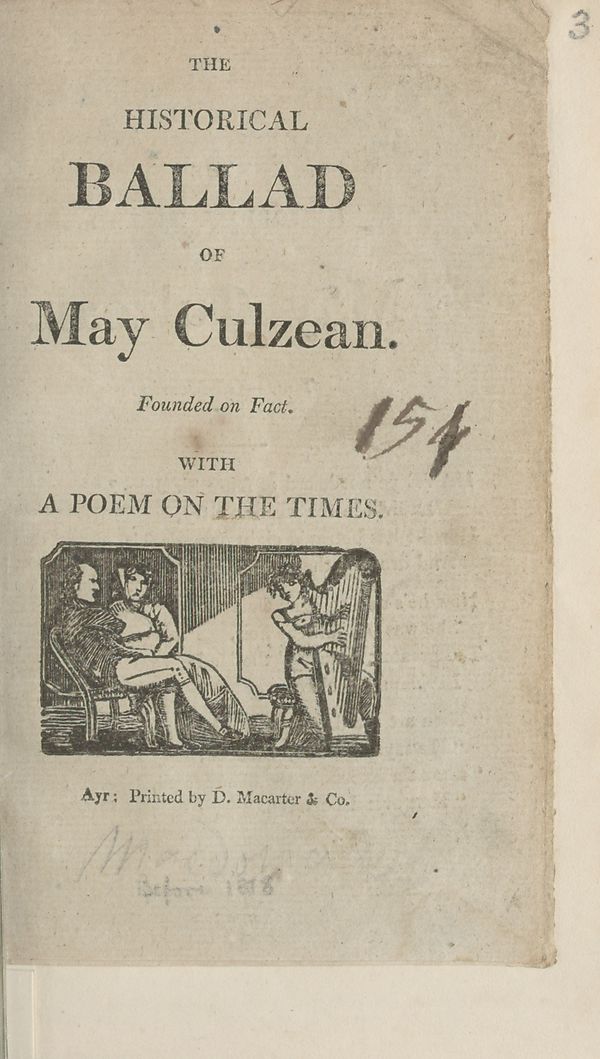 3
THE
HISTORICAL
BALLAD
OF
May Culzean.
Founded on Fact.
154
WITH
A POEM ON THE TIMES.
Ayr: Printed by D. Macarter & Co.
Before 1818